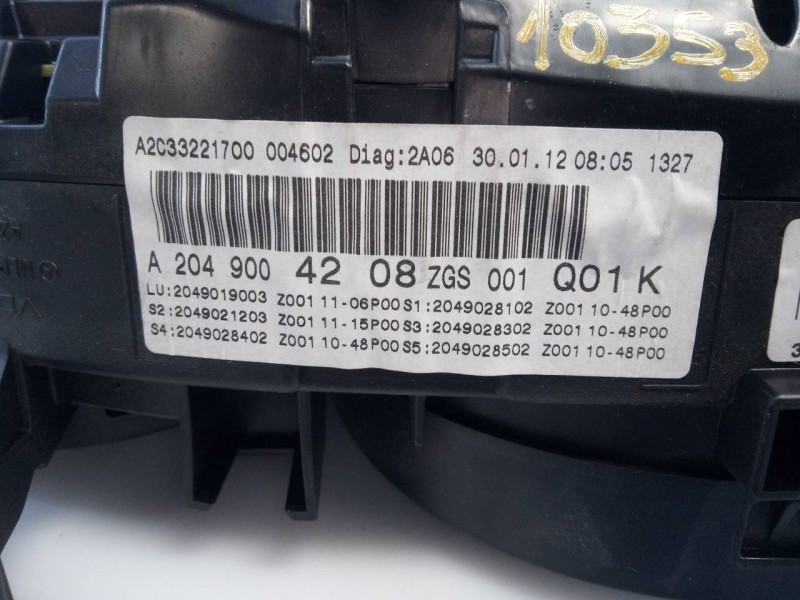 10353
A2C33221700 004602 Diag:2A06 30.01.12 08:05 1327
A 204 900 42 08 ZGS 001 Q01 K
LU:2049019003 Z001 11-06P00 S1:2049028102 Z001 10-48P00
S2:2049021203 Z001 11-15P00 S3:2049028302 Z001 10-48P00
S4:2049028402 Z001 10-48P00 S5:2049028502 Z001 10-48P00